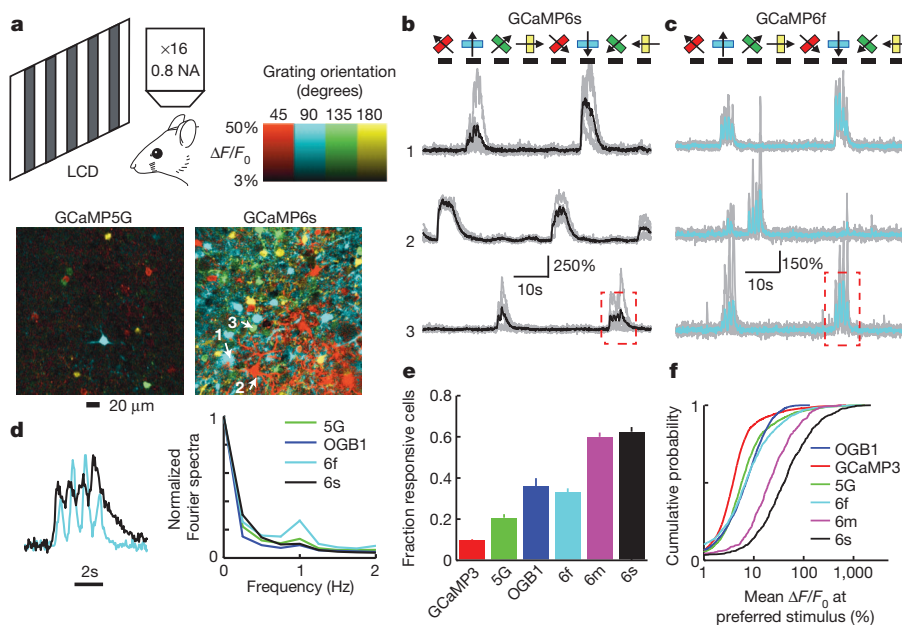 a
×16
0.8 NA
LCD
Grating orientation
(degrees)
45 90 135 180
50%
ΔF/F0
3%
GCaMP5G
GCaMP6s
1
2
3
20 μm
b
GCaMP6s
1
2
3
250%
10s
c
GCaMP6f
150%
10s
d
2s
Normalized
Fourier spectra
1
0
0
1
2
Frequency (Hz)
5G
OGB1
6f
6s
e
Fraction responsive cells
0.8
0.6
0.4
0.2
0
GCaMP3
5G
OGB1
6f
6m
6s
f
Cumulative probability
1
0
1
10
100
1,000
Mean ΔF/F0 at
preferred stimulus (%)
OGB1
GCaMP3
5G
6f
6m
6s